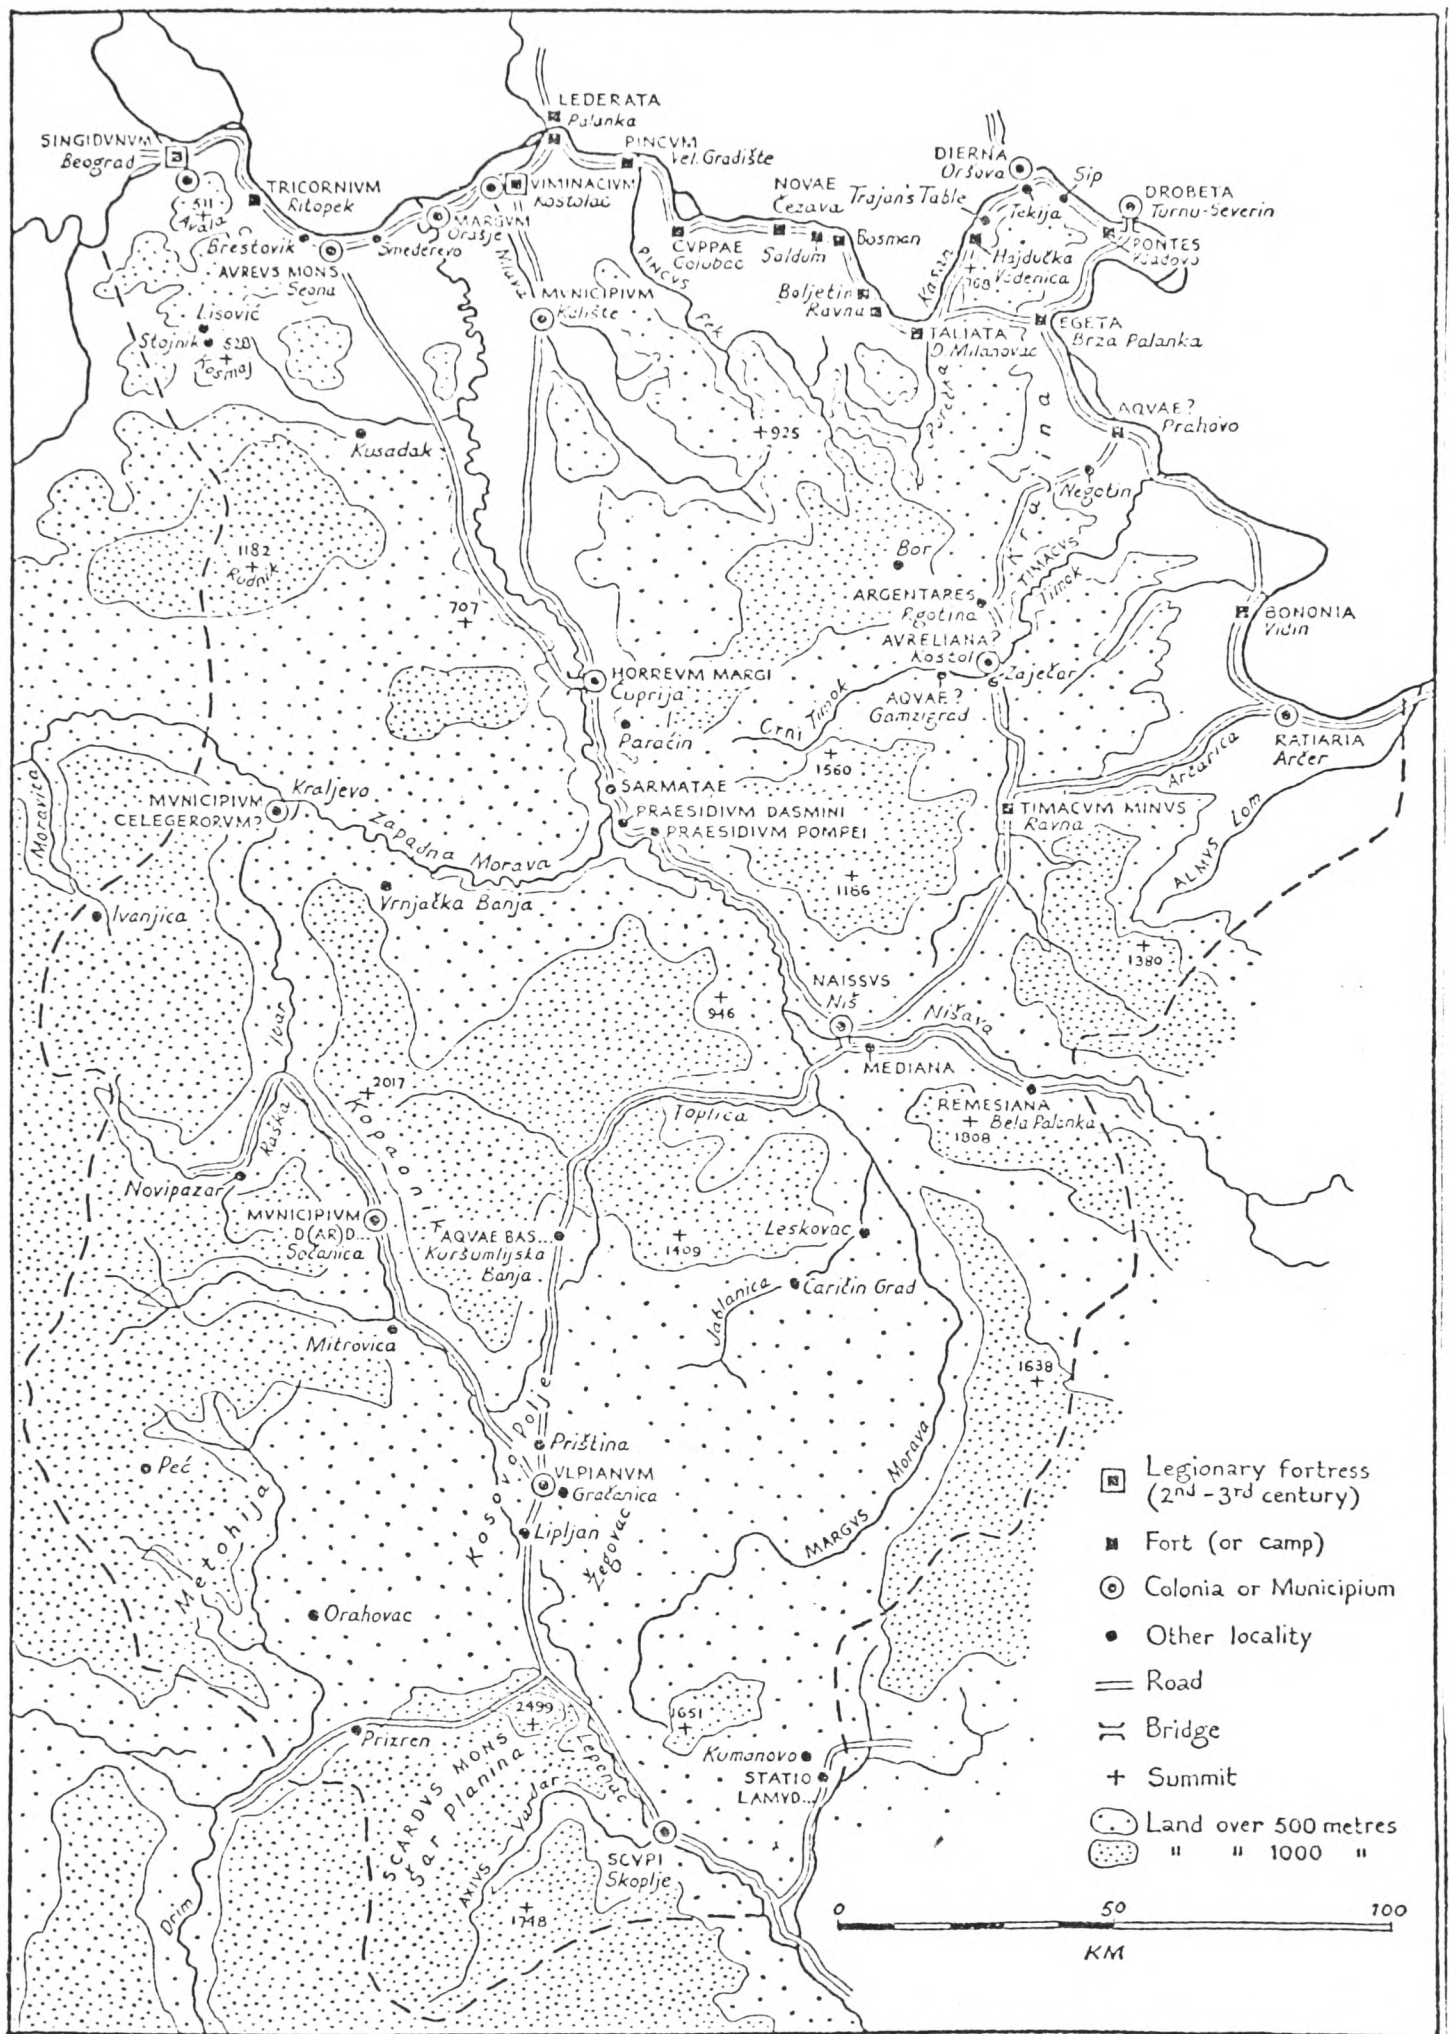 LEDERATA
Palanka
SINGIDVNVM
Beograd
PINCVM
Vel. Gradište
DIERNA
Oršova
Sip
TRICORNIVM
Ritopek
VIMINACIVM
Kostolac
NOVAE
Čezava
Trajan's Table
Tekija
DROBETA
Turnu-Severin
511
Avala
MARGVM
Orašje
Brestovik
Smederevo
CVPPAE
Golubac
Saldum
Bosman
Hajdučka
Vodenica
768
PONTES
AVREVS MONS
Seona
Mlava
PINCVS
Pek
Kasan
Lisović
Stojnik
528
Kosmaj
MVNICIPIVM
Kalište
Boljetin
Ravna
TALIATA ?
D. Milanovac
EGETA
Brza Palanka
Porečka
AQVAE?
Prahovo
Kusadak
925
Krajina
Negotin
1182
Rudnik
Bor
TIMACVS
Timok
707
ARGENTARES
Rgotina
BONONIA
Vidin
AVRELIANA?
Kostol
HORREVM MARGI
Ćuprija
Zaječar
AQVAE?
Gamzigrad
Crni Timok
Paraćin
1560
RATIARIA
Arčer
Arčarica
Moravica
Kraljevo
SARMATAE
MVNICIPIVM
CELEGERORVM?
PRAESIDIVM DASMINI
PRAESIDIVM POMPEI
TIMACVM MINVS
Ravna
Zapadna Morava
ALMVS Lom
1186
Vrnjačka Banja
Ivanjica
1380
NAISSVS
Niš
946
Nišava
Ibar
MEDIANA
2017
Kopaonik
Toplica
REMESIANA
Bela Palanka
1808
Raška
Novipazar
MVNICIPIVM
D(AR)D...
Sočanica
AQVAE BAS...
Kuršumlijska
Banja
1409
Leskovac
Jablanica
Caričin Grad
Mitrovica
1638
Kosovo Polje
Priština
Morava
Peć
VLPIANVM
Gračanica
Legionary fortress
(2nd - 3rd century)
Lipljan
MARGVS
Fort (or camp)
Metohija
Žegovac
Colonia or Municipium
Orahovac
Other locality
Road
2499
1651
Bridge
Prizren
Kumanovo
STATIO
LAMVD...
Summit
SCARDVS MONS
Šar Planina
Lepenac
AXIVS Vardar
Land over 500 metres
" " 1000 "
SCVPI
Skoplje
Drim
1748
0 50 100
KM